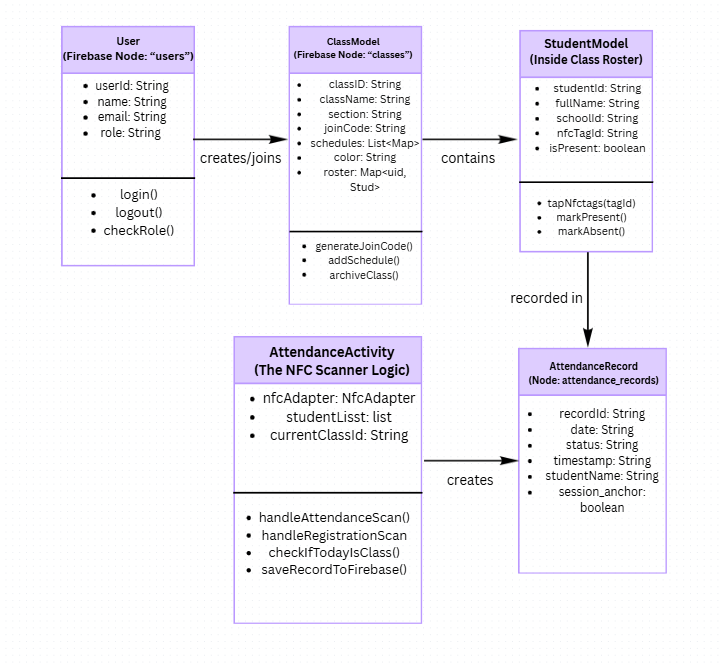 User
(Firebase Node: “users”)
userId: String
name: String
email: String
role: String
login()
logout()
checkRole()
creates/joins
ClassModel
(Firebase Node: “classes”)
classID: String
className: String
section: String
joinCode: String
schedules: List<Map>
color: String
roster: Map<uid,
Stud>
generateJoinCode()
addSchedule()
archiveClass()
contains
StudentModel
(Inside Class Roster)
studentId: String
fullName: String
schoolId: String
nfcTagId: String
isPresent: boolean
tapNfctags(tagId)
markPresent()
markAbsent()
recorded in
AttendanceActivity
(The NFC Scanner Logic)
nfcAdapter: NfcAdapter
studentLisst: list
currentClassId: String
handleAttendanceScan()
handleRegistrationScan
checkIfTodayIsClass()
saveRecordToFirebase()
creates
AttendanceRecord
(Node: attendance_records)
recordId: String
date: String
status: String
timestamp: String
studentName: String
session_anchor:
boolean